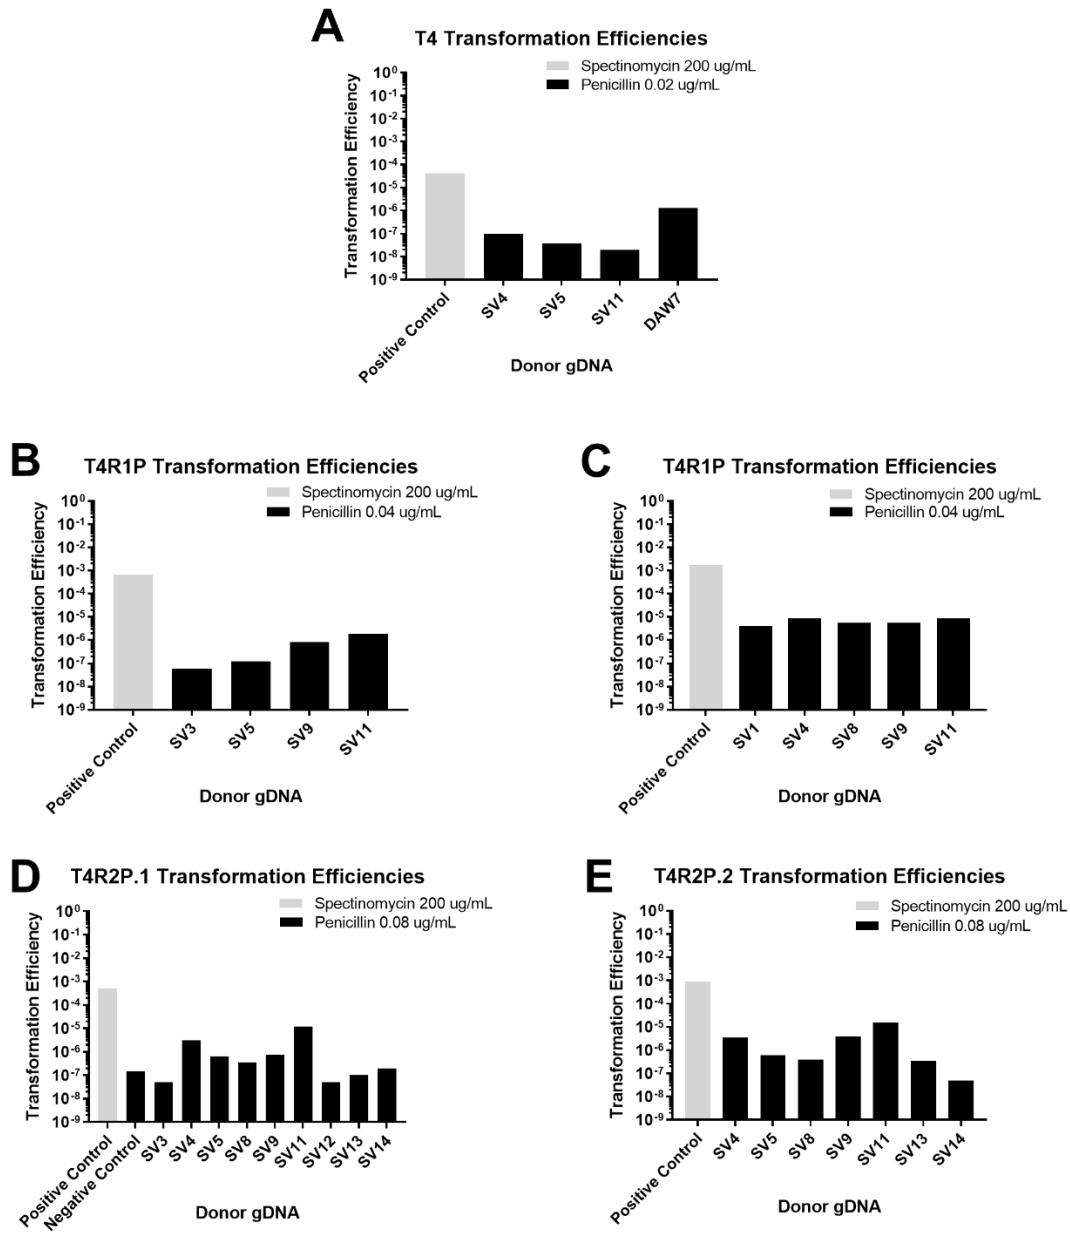 A
T4 Transformation Efficiencies
Spectinomycin 200 ug/mL
Penicillin 0.02 ug/mL
Transformation Efficiency
10⁰
10⁻¹
10⁻²
10⁻³
10⁻⁴
10⁻⁵
10⁻⁶
10⁻⁷
10⁻⁸
10⁻⁹
Positive Control
SV4
SV5
SV11
DAW7
Donor gDNA
B
T4R1P Transformation Efficiencies
Spectinomycin 200 ug/mL
Penicillin 0.04 ug/mL
Transformation Efficiency
10⁰
10⁻¹
10⁻²
10⁻³
10⁻⁴
10⁻⁵
10⁻⁶
10⁻⁷
10⁻⁸
10⁻⁹
Positive Control
SV3
SV5
SV9
SV11
Donor gDNA
C
T4R1P Transformation Efficiencies
Spectinomycin 200 ug/mL
Penicillin 0.04 ug/mL
Transformation Efficiency
10⁰
10⁻¹
10⁻²
10⁻³
10⁻⁴
10⁻⁵
10⁻⁶
10⁻⁷
10⁻⁸
10⁻⁹
Positive Control
SV1
SV4
SV8
SV9
SV11
Donor gDNA
D
T4R2P.1 Transformation Efficiencies
Spectinomycin 200 ug/mL
Penicillin 0.08 ug/mL
Transformation Efficiency
10⁰
10⁻¹
10⁻²
10⁻³
10⁻⁴
10⁻⁵
10⁻⁶
10⁻⁷
10⁻⁸
10⁻⁹
Positive Control
Negative Control
SV3
SV4
SV5
SV8
SV9
SV11
SV12
SV13
SV14
Donor gDNA
E
T4R2P.2 Transformation Efficiencies
Spectinomycin 200 ug/mL
Penicillin 0.08 ug/mL
Transformation Efficiency
10⁰
10⁻¹
10⁻²
10⁻³
10⁻⁴
10⁻⁵
10⁻⁶
10⁻⁷
10⁻⁸
10⁻⁹
Positive Control
SV4
SV5
SV8
SV9
SV11
SV13
SV14
Donor gDNA